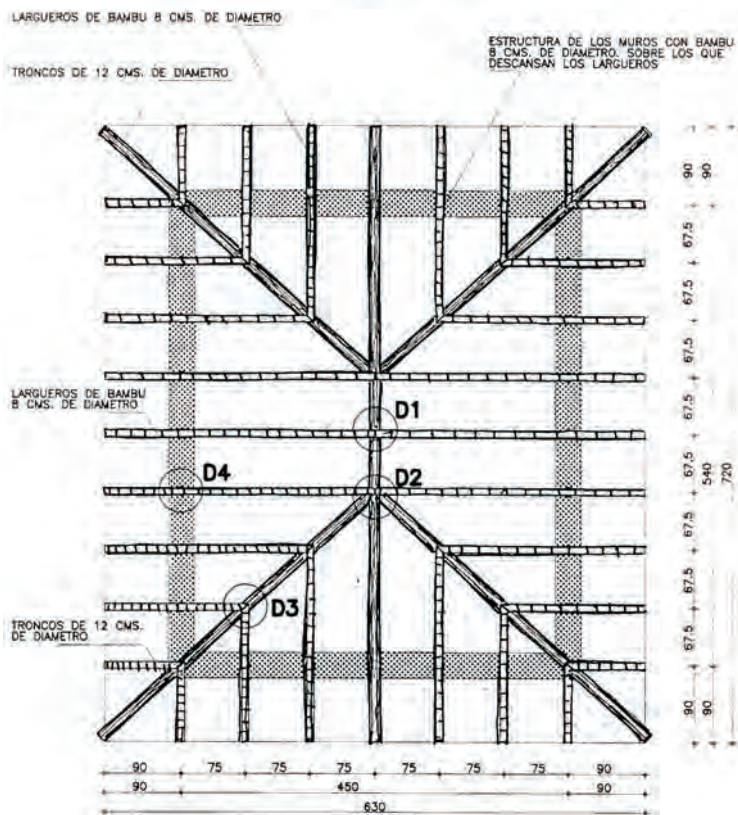 LARGUEROS DE BAMBU 8 CMS. DE DIAMETRO
TRONCOS DE 12 CMS. DE DIAMETRO
ESTRUCTURA DE LOS MUROS CON BAMBU
8 CMS. DE DIAMETRO. SOBRE LOS QUE
DESCANSAN LOS LARGUEROS
90
90
67.5
67.5
67.5
LARGUEROS DE BAMBU
8 CMS. DE DIAMETRO
D1
67.5
D4
D2
67.5
540
720
67.5
D3
67.5
TRONCOS DE 12 CMS.
DE DIAMETRO
67.5
90
90
90 75 75 75 75 75 75 90
90 450 90
630